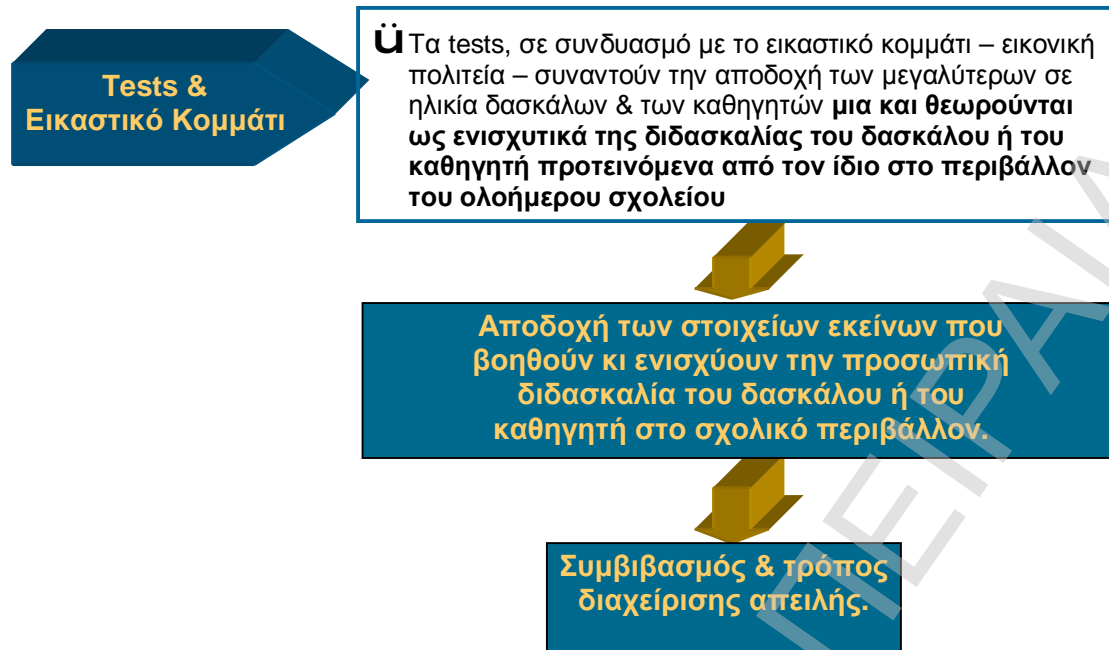 Tests &
Εικαστικό Κομμάτι
ü Τα tests, σε συνδυασμό με το εικαστικό κομμάτι – εικονική
πολιτεία – συναντούν την αποδοχή των μεγαλύτερων σε
ηλικία δασκάλων & των καθηγητών μια και θεωρούνται
ως ενισχυτικά της διδασκαλίας του δασκάλου ή του
καθηγητή προτεινόμενα από τον ίδιο στο περιβάλλον
του ολοήμερου σχολείου
Αποδοχή των στοιχείων εκείνων που
βοηθούν κι ενισχύουν την προσωπική
διδασκαλία του δασκάλου ή του
καθηγητή στο σχολικό περιβάλλον.
Συμβιβασμός & τρόπος
διαχείρισης απειλής.
ΠΕΙΡΑΙΑ